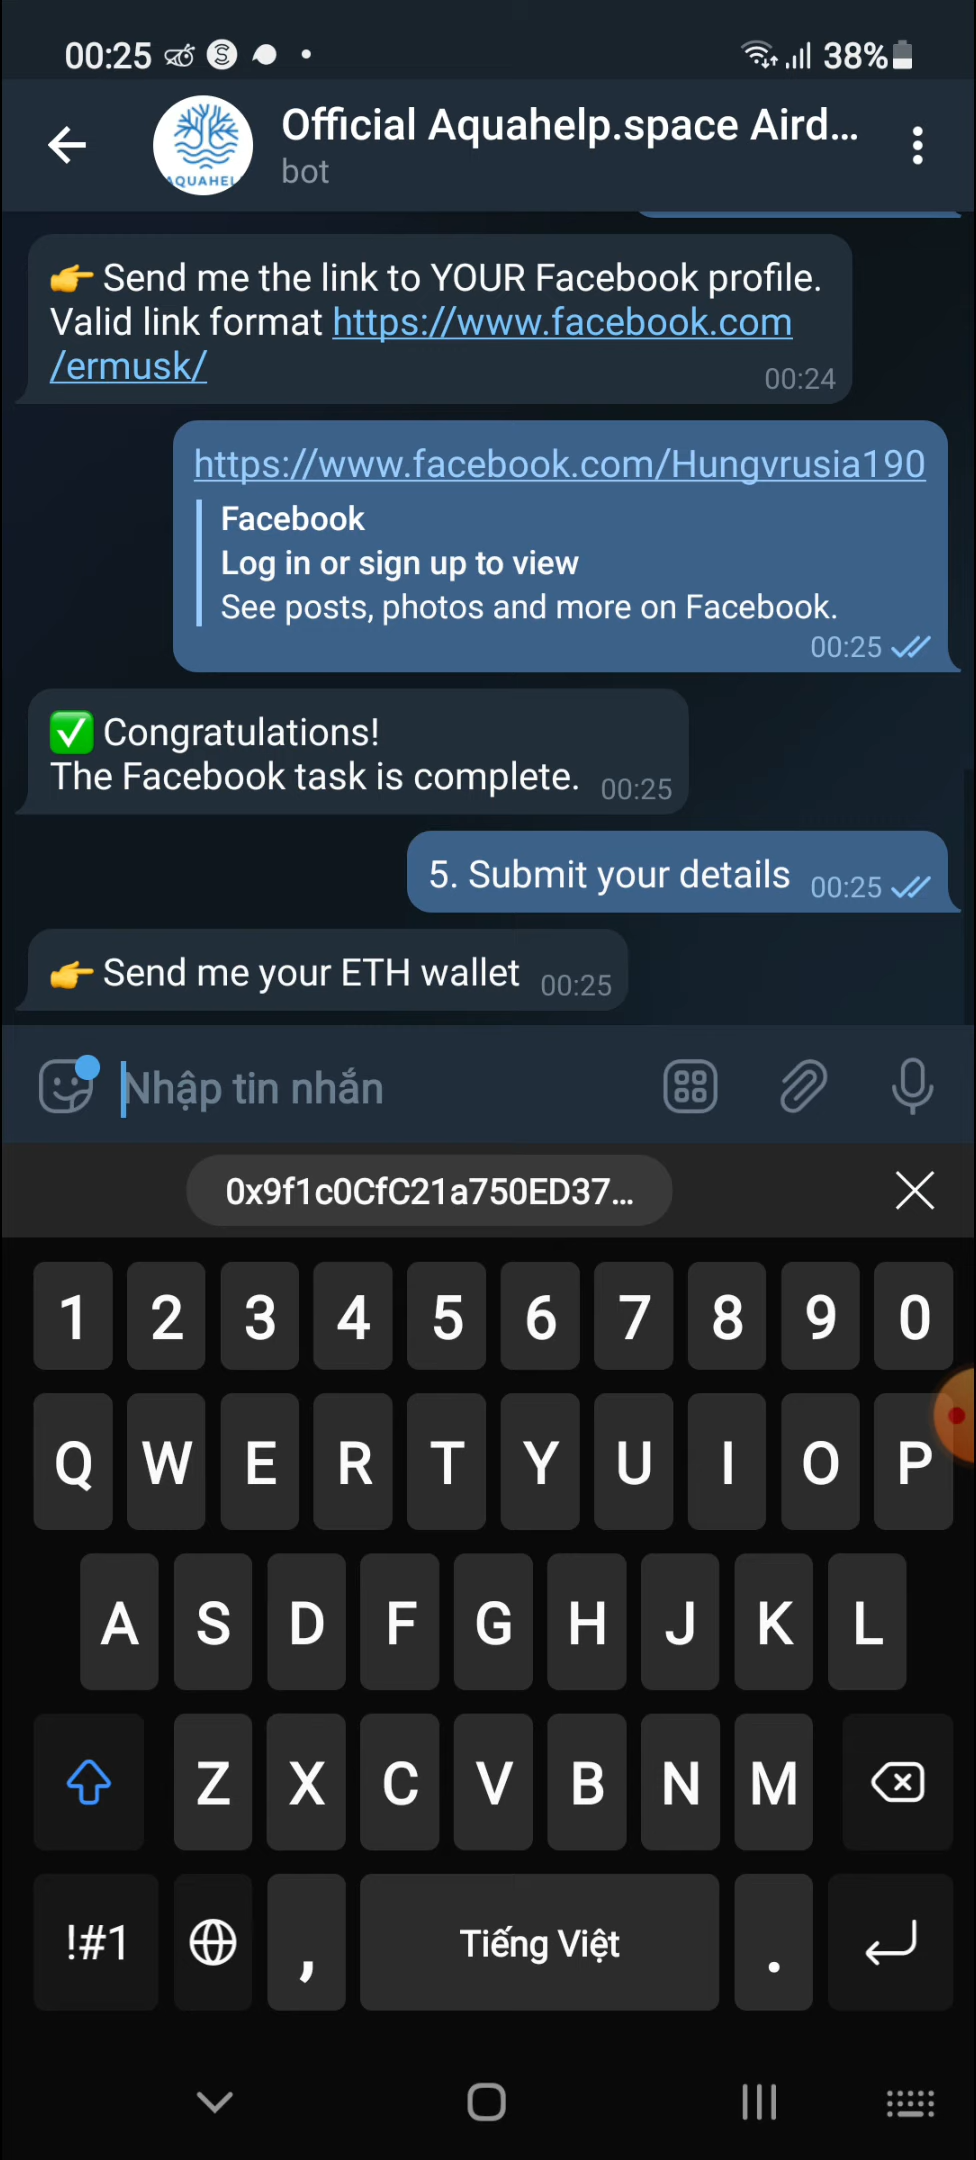 00:25
38%
Official Aquahelp.space Aird...
bot
AQUAHEL
👉 Send me the link to YOUR Facebook profile.
Valid link format https://www.facebook.com
/ermusk/
00:24
https://www.facebook.com/Hungvrusia190
Facebook
Log in or sign up to view
See posts, photos and more on Facebook.
00:25
✅ Congratulations!
The Facebook task is complete. 00:25
5. Submit your details 00:25
👉 Send me your ETH wallet 00:25
Nhập tin nhắn
0x9f1c0CfC21a750ED37...
1 2 3 4 5 6 7 8 9 0
Q W E R T Y U I O P
A S D F G H J K L
Z X C V B N M
!#1 , Tiếng Việt .